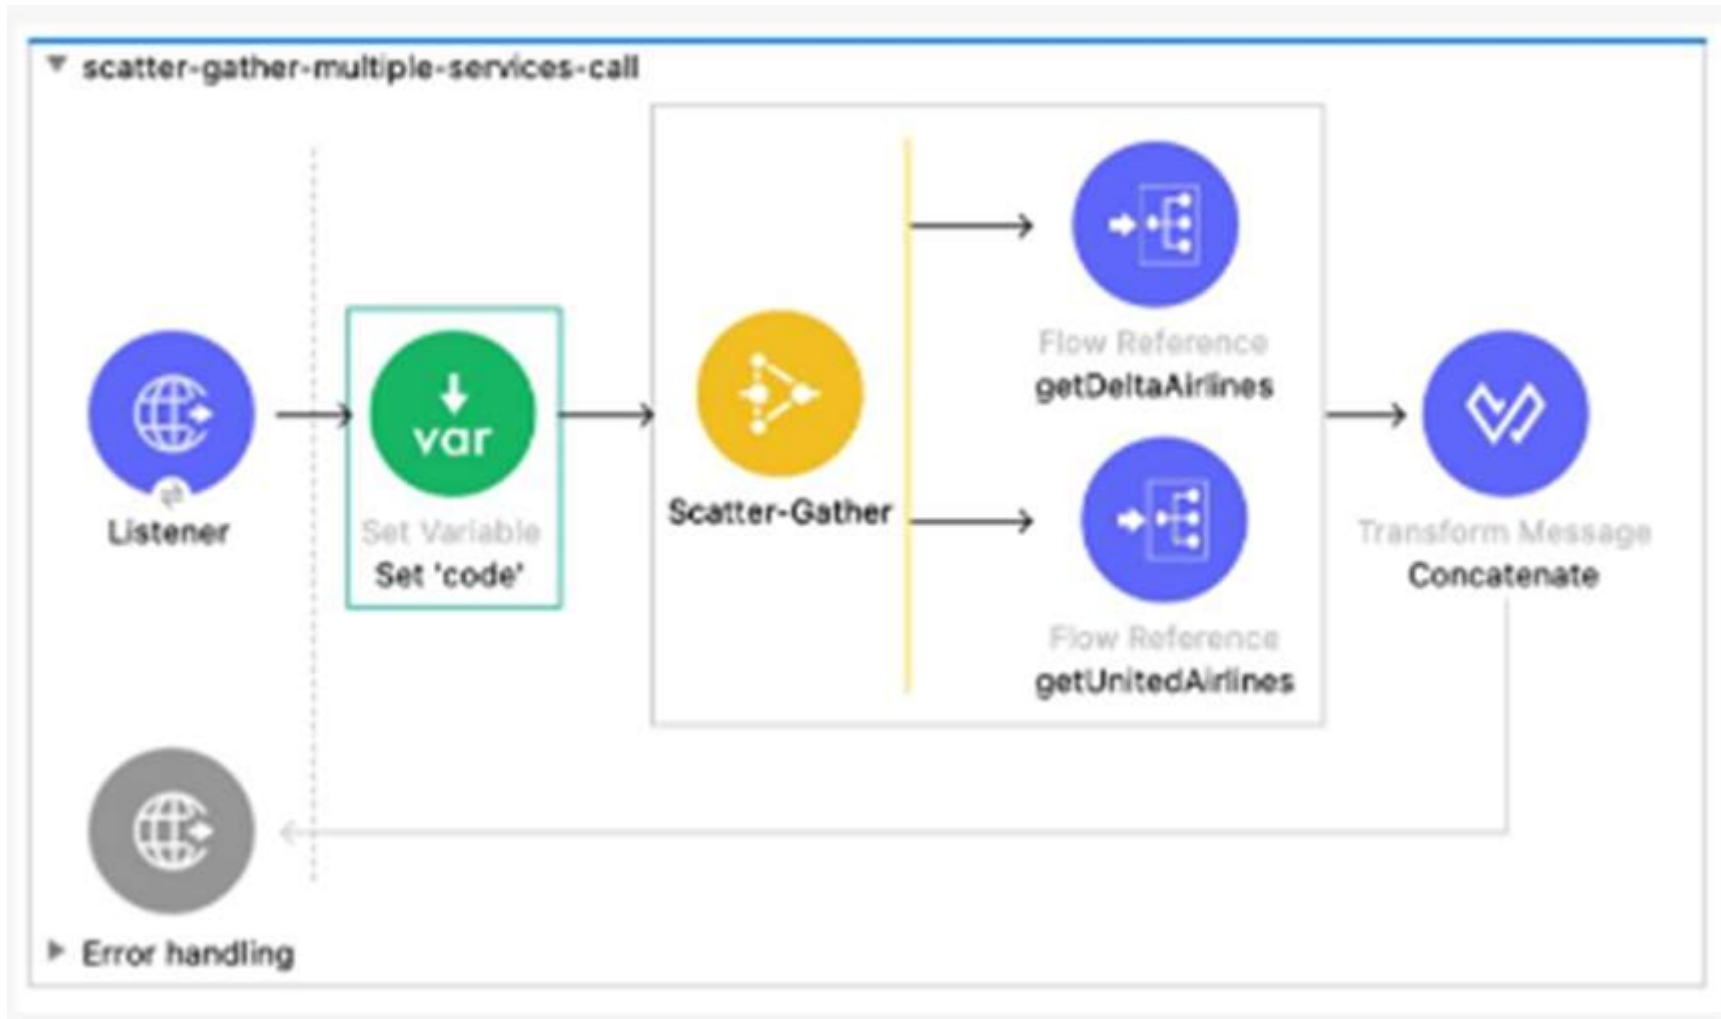 scatter-gather-multiple-services-call
Listener
var
Set Variable
Set 'code'
Scatter-Gather
Flow Reference
getDeltaAirlines
Flow Reference
getUnitedAirlines
Transform Message
Concatenate
Error handling